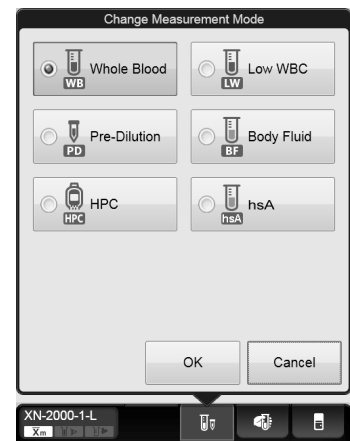 Change Measurement Mode
WB Whole Blood
LW Low WBC
PD Pre-Dilution
BF Body Fluid
HPC HPC
hsA hsA
OK Cancel
XN-2000-1-L
Xm